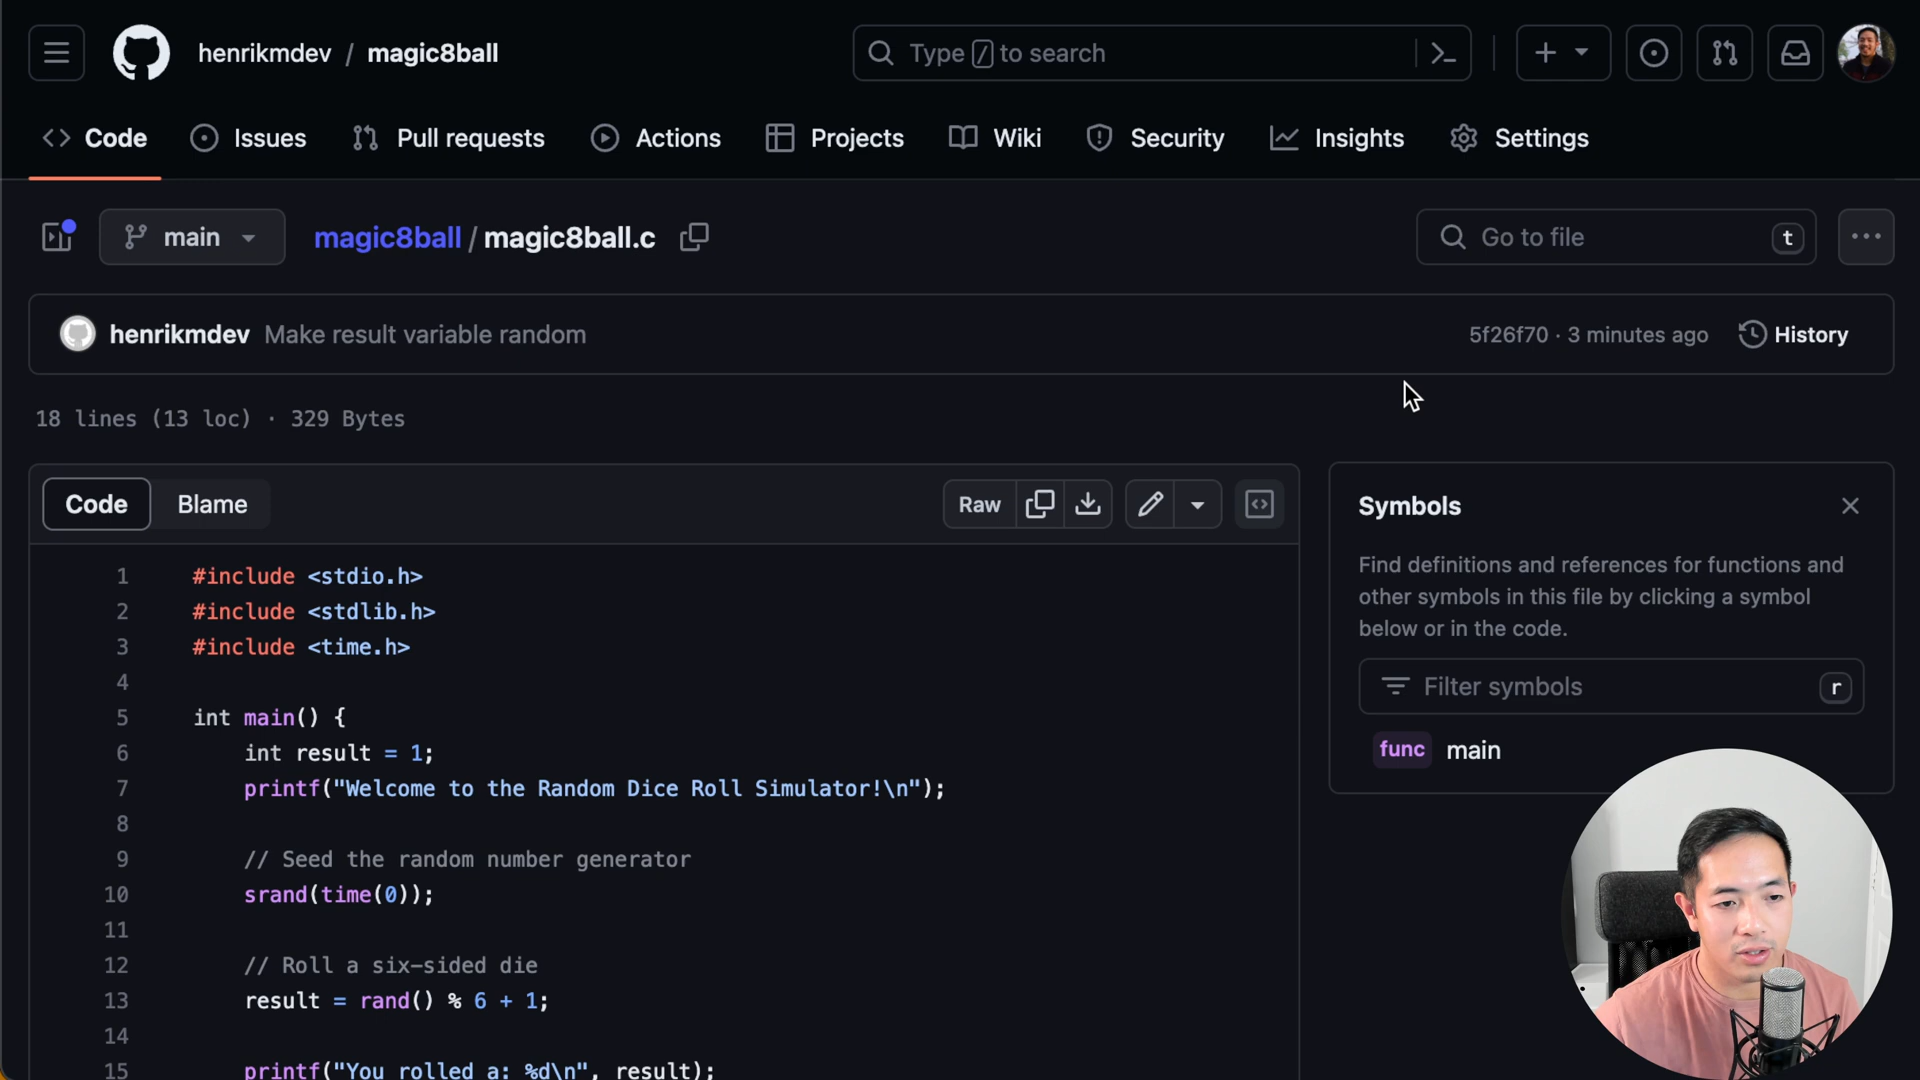 henrikmdev / magic8ball
Type / to search
Code Issues Pull requests Actions Projects Wiki Security Insights Settings
main magic8ball / magic8ball.c Go to file t
henrikmdev Make result variable random 5f26f70 · 3 minutes ago History
18 lines (13 loc) · 329 Bytes
Code Blame Raw
1 #include <stdio.h>
2 #include <stdlib.h>
3 #include <time.h>
4
5 int main() {
6 int result = 1;
7 printf("Welcome to the Random Dice Roll Simulator!\n");
8
9 // Seed the random number generator
10 srand(time(0));
11
12 // Roll a six-sided die
13 result = rand() % 6 + 1;
14
15 printf("You rolled a: %d\n", result);
Symbols
Find definitions and references for functions and
other symbols in this file by clicking a symbol
below or in the code.
Filter symbols r
func main